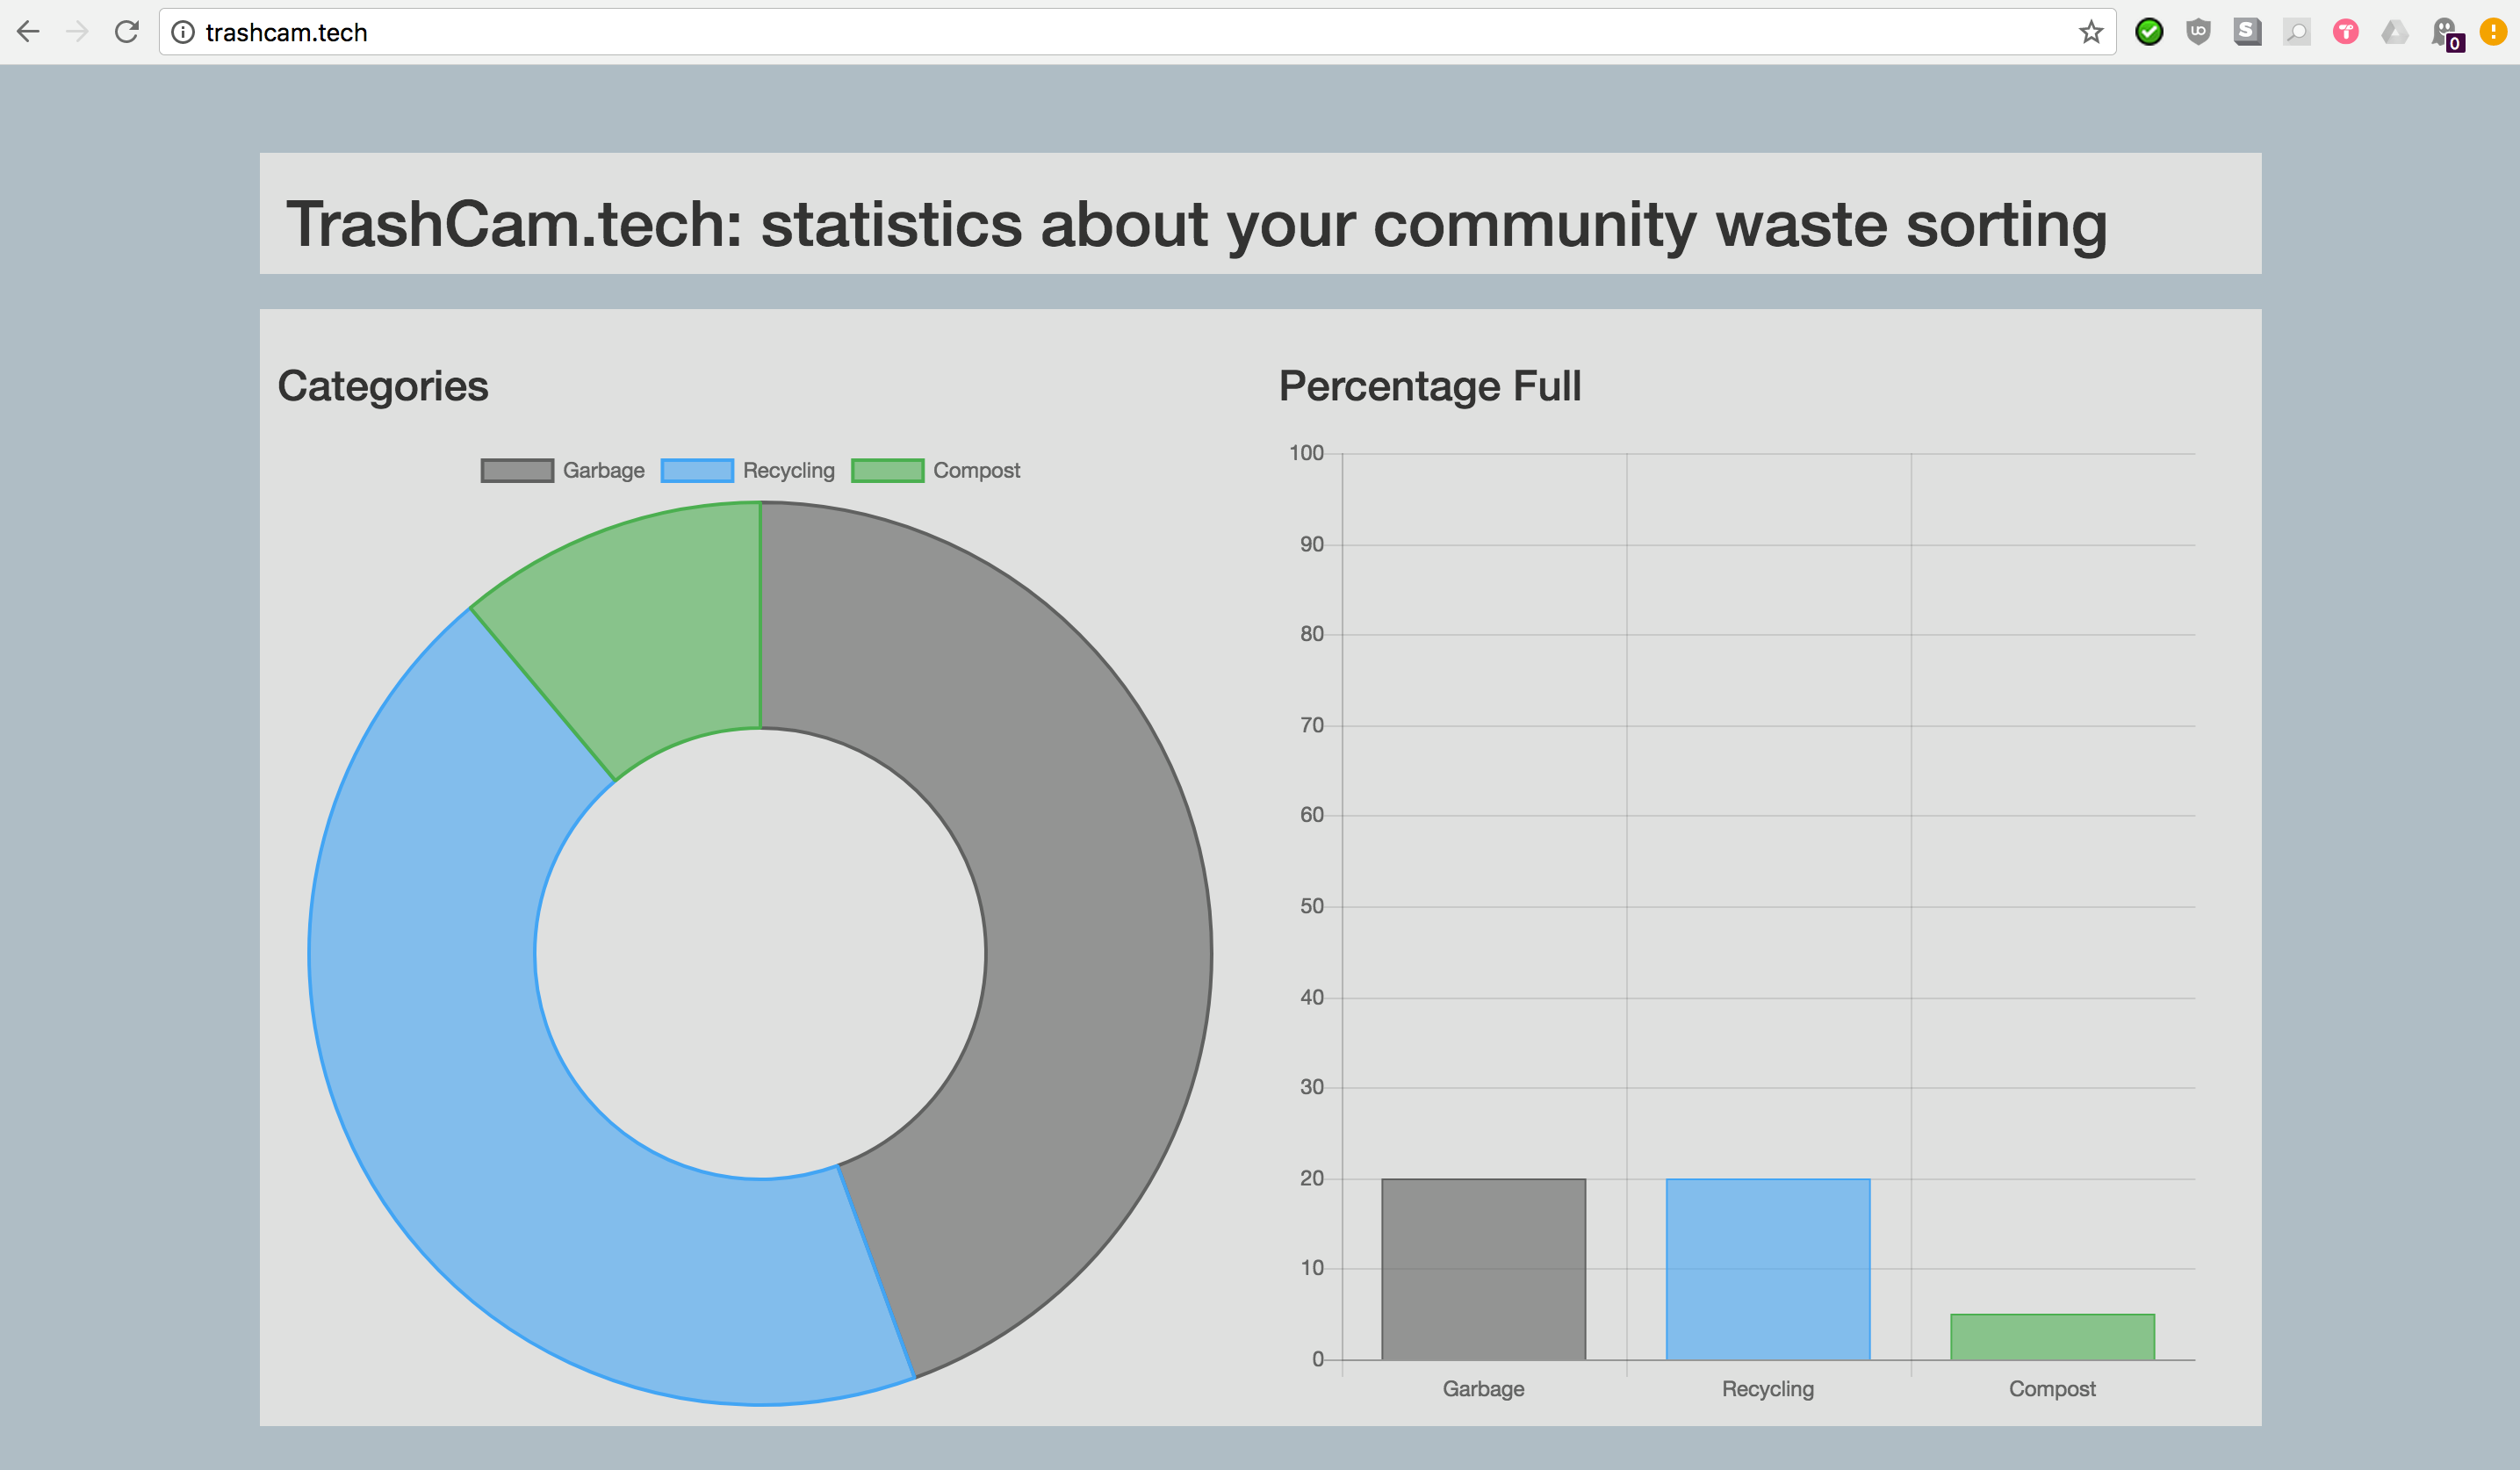 trashcam.tech
0
TrashCam.tech: statistics about your community waste sorting
Categories
Garbage Recycling Compost
Percentage Full
100
90
80
70
60
50
40
30
20
10
0
Garbage Recycling Compost